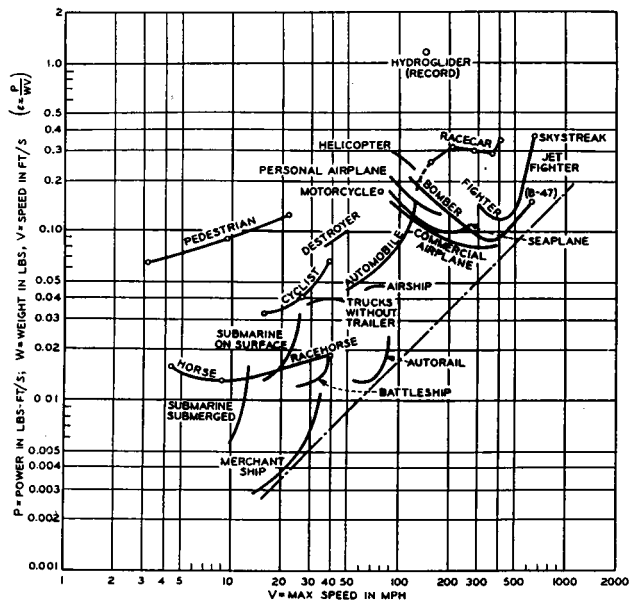 P = POWER IN LBS-FT/S; W = WEIGHT IN LBS, V = SPEED IN FT/S (ε = P/WV)
2.0
1.0
0.5
0.4
0.3
0.2
0.10
0.05
0.04
0.03
0.02
0.01
0.005
0.004
0.003
0.002
0.001
HYDROGLIDER
(RECORD)
RACECAR
SKYSTREAK
HELICOPTER
JET
FIGHTER
PERSONAL AIRPLANE
MOTORCYCLE
BOMBER
FIGHTER
(B-47)
PEDESTRIAN
DESTROYER
COMMERCIAL
AIRPLANE
SEAPLANE
CYCLIST
AUTOMOBILE
AIRSHIP
TRUCKS
WITHOUT
TRAILER
SUBMARINE
ON SURFACE
HORSE
RACEHORSE
AUTORAIL
BATTLESHIP
SUBMARINE
SUBMERGED
MERCHANT
SHIP
1 2 3 4 5 10 20 30 40 50 100 200 300 500 1000 2000
V = MAX SPEED IN MPH